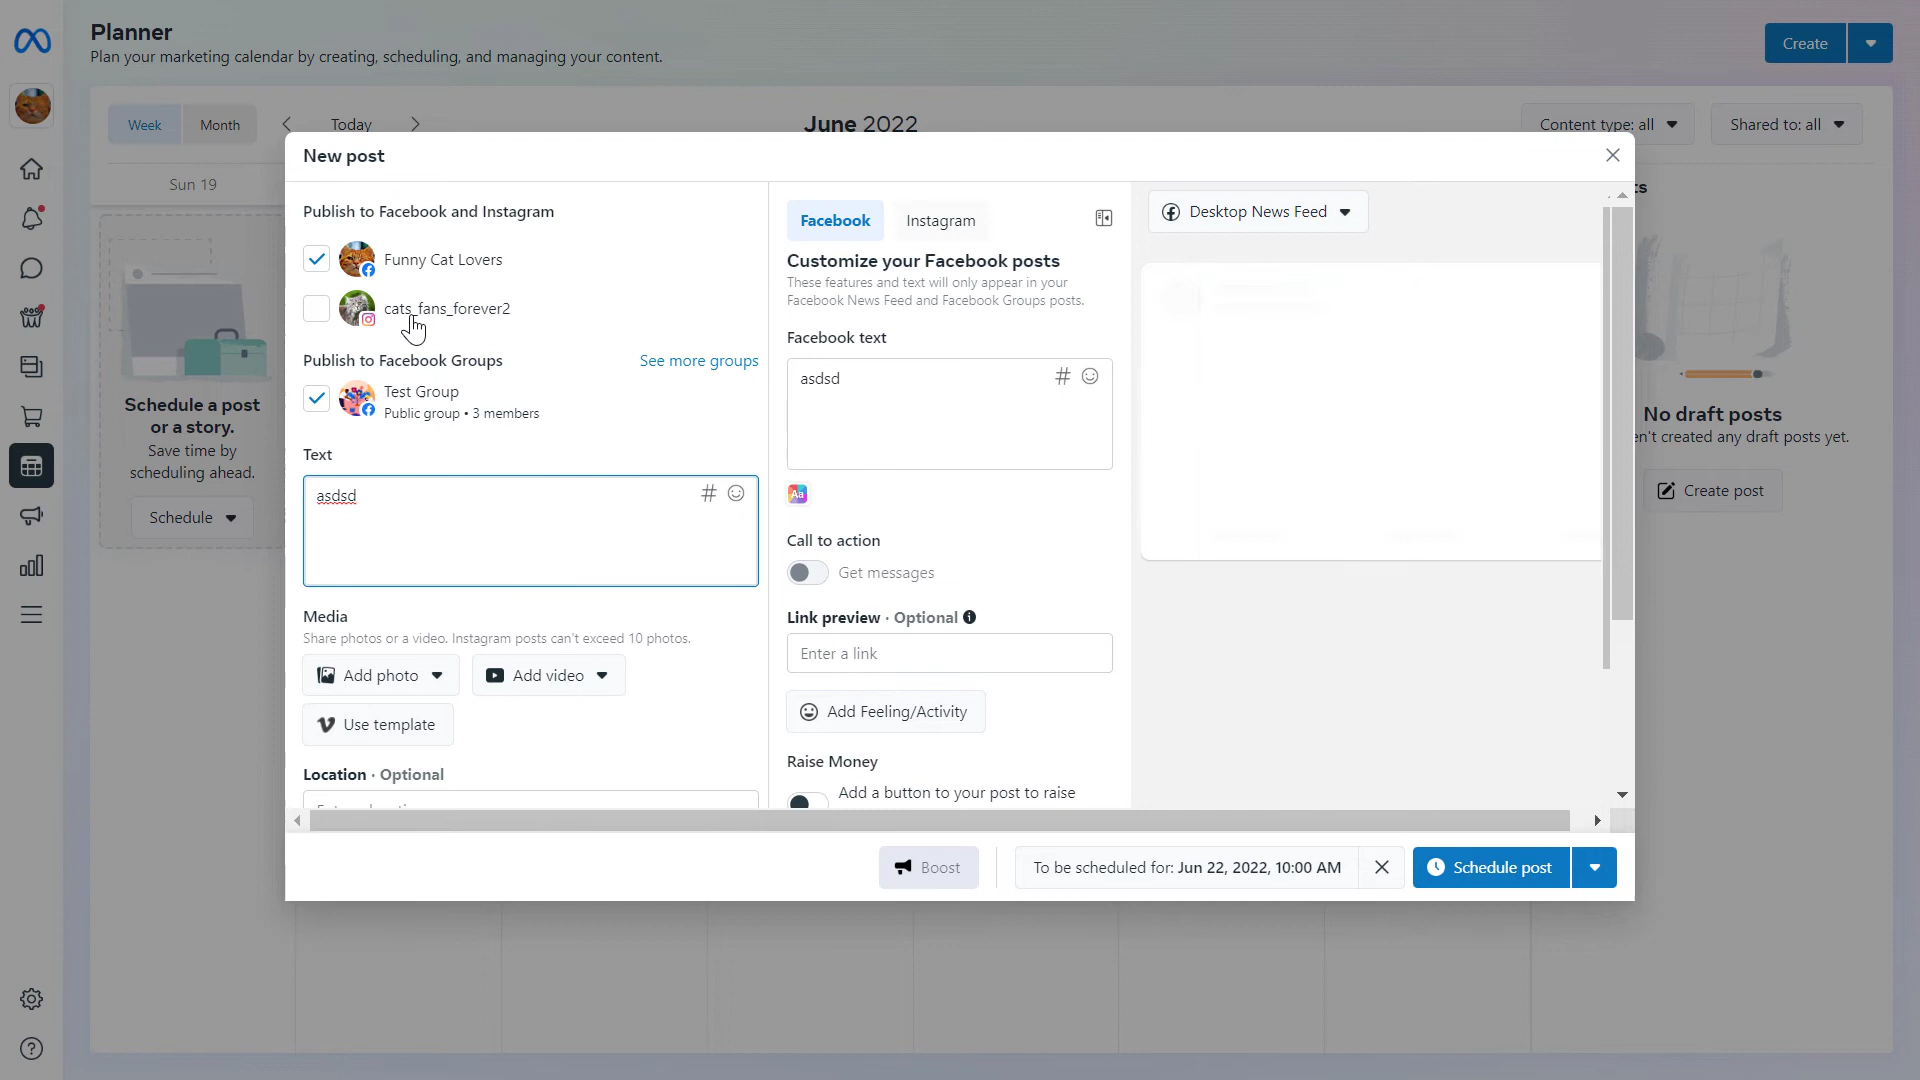 Planner
Plan your marketing calendar by creating, scheduling, and managing your content.
Create
Week
Month
Today
June 2022
Content type: all
Shared to: all
Sun 19
New post
Publish to Facebook and Instagram
Funny Cat Lovers
cats_fans_forever2
Publish to Facebook Groups
See more groups
Test Group
Public group • 3 members
Text
asdsd
#
Media
Share photos or a video. Instagram posts can't exceed 10 photos.
Add photo
Add video
Use template
Location · Optional
Facebook
Instagram
Customize your Facebook posts
These features and text will only appear in your
Facebook News Feed and Facebook Groups posts.
Facebook text
asdsd
#
Aa
Call to action
Get messages
Link preview · Optional
Enter a link
Add Feeling/Activity
Raise Money
Add a button to your post to raise
Desktop News Feed
Boost
To be scheduled for: Jun 22, 2022, 10:00 AM
Schedule post
Schedule a post
or a story.
Save time by
scheduling ahead.
Schedule
No draft posts
created any draft posts yet.
Create post